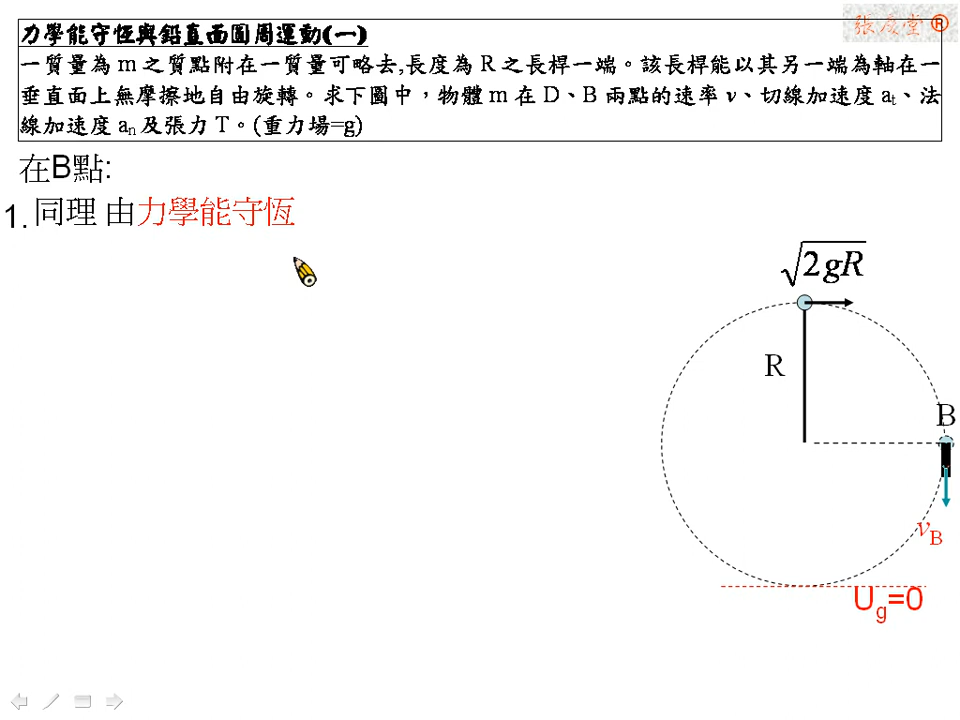 張辰堂®
力學能守恆與鉛直面圓周運動(一)
一質量為 m 之質點附在一質量可略去,長度為 R 之長桿一端。該長桿能以其另一端為軸在一
垂直面上無摩擦地自由旋轉。求下圖中，物體 m 在 D、B 兩點的速率 v、切線加速度 at、法
線加速度 an 及張力 T。(重力場=g)
在B點:
1. 同理 由力學能守恆
√2gR
R
B
vB
Ug=0